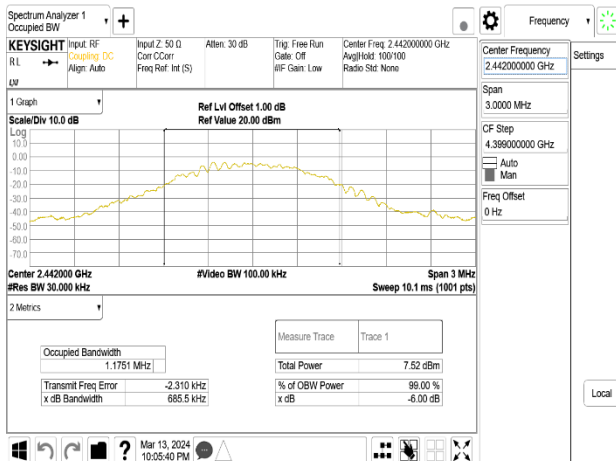 Spectrum Analyzer 1
Occupied BW
+
Frequency
KEYSIGHT
RL
Input: RF
Coupling: DC
Align: Auto
Input Z: 50 Ω
Corr CCorr
Freq Ref: Int (S)
Atten: 30 dB
Trig: Free Run
Gate: Off
#IF Gain: Low
Center Freq: 2.442000000 GHz
Avg|Hold: 100/100
Radio Std: None
Center Frequency
2.442000000 GHz
Settings
Span
3.0000 MHz
CF Step
4.399000000 GHz
Auto
Man
Freq Offset
0 Hz
1 Graph
Scale/Div 10.0 dB
Ref Lvl Offset 1.00 dB
Ref Value 20.00 dBm
Log
10.0
0.00
-10.0
-20.0
-30.0
-40.0
-50.0
-60.0
-70.0
Center 2.442000 GHz
#Video BW 100.00 kHz
Span 3 MHz
#Res BW 30.000 kHz
Sweep 10.1 ms (1001 pts)
2 Metrics
Measure Trace
Trace 1
Occupied Bandwidth
1.1751 MHz
Total Power
7.52 dBm
Transmit Freq Error
-2.310 kHz
% of OBW Power
99.00 %
x dB Bandwidth
685.5 kHz
x dB
-6.00 dB
Local
?
Mar 13, 2024
10:05:40 PM